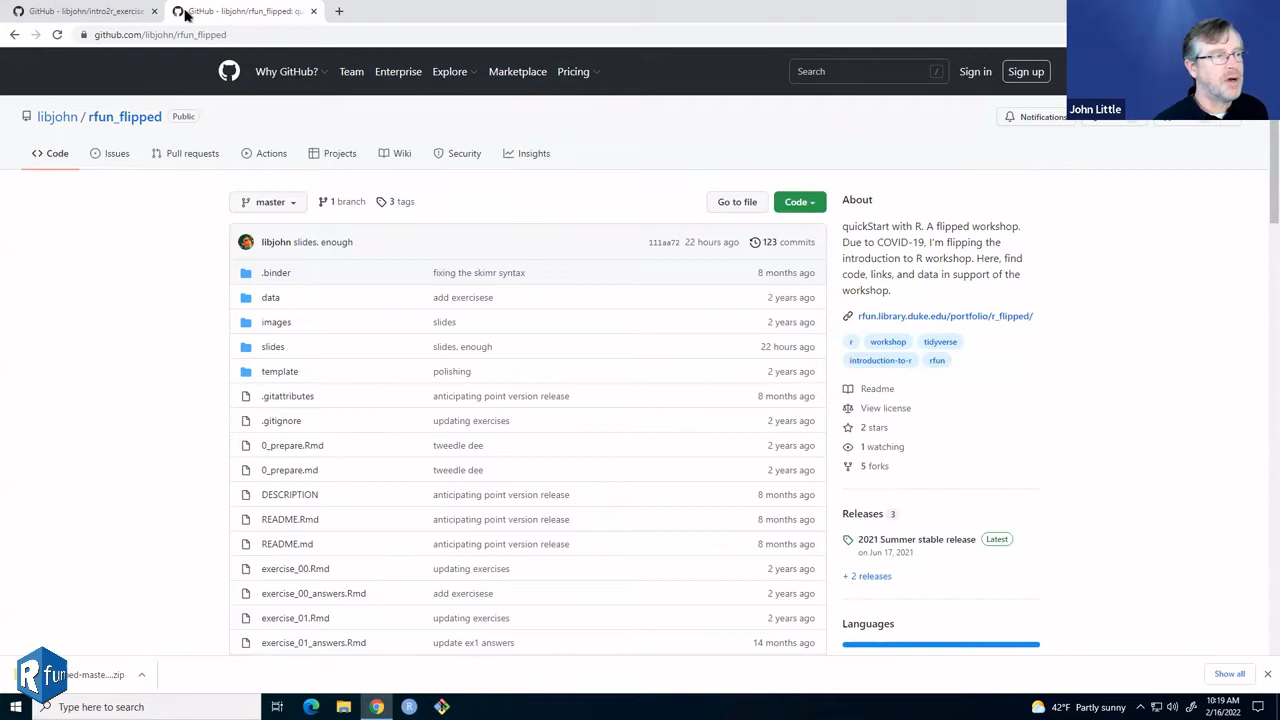 GitHub - libjohn/intro2r_exercise
GitHub - libjohn/rfun_flipped: qu
github.com/libjohn/rfun_flipped
Why GitHub?
Team
Enterprise
Explore
Marketplace
Pricing
Search
/
Sign in
Sign up
John Little
libjohn / rfun_flipped
Public
Notifications
Code
Issues
Pull requests
Actions
Projects
Wiki
Security
Insights
master
1 branch
3 tags
Go to file
Code
libjohn slides. enough
111aa72 22 hours ago
123 commits
.binder fixing the skimr syntax 8 months ago
data add exercisese 2 years ago
images slides 2 years ago
slides slides. enough 22 hours ago
template polishing 2 years ago
.gitattributes anticipating point version release 8 months ago
.gitignore updating exercises 2 years ago
0_prepare.Rmd tweedle dee 2 years ago
0_prepare.md tweedle dee 2 years ago
DESCRIPTION anticipating point version release 8 months ago
README.Rmd anticipating point version release 8 months ago
README.md anticipating point version release 8 months ago
exercise_00.Rmd updating exercises 2 years ago
exercise_00_answers.Rmd add exercisese 2 years ago
exercise_01.Rmd updating exercises 2 years ago
exercise_01_answers.Rmd update ex1 answers 14 months ago
About
quickStart with R. A flipped workshop.
Due to COVID-19, I'm flipping the
introduction to R workshop. Here, find
code, links, and data in support of the
workshop.
rfun.library.duke.edu/portfolio/r_flipped/
r workshop tidyverse
introduction-to-r rfun
Readme
View license
2 stars
1 watching
5 forks
Releases 3
2021 Summer stable release Latest
on Jun 17, 2021
+ 2 releases
Languages
Rfun
ped-maste....zip
Show all
Type here to search
42°F Partly sunny
10:19 AM
2/16/2022